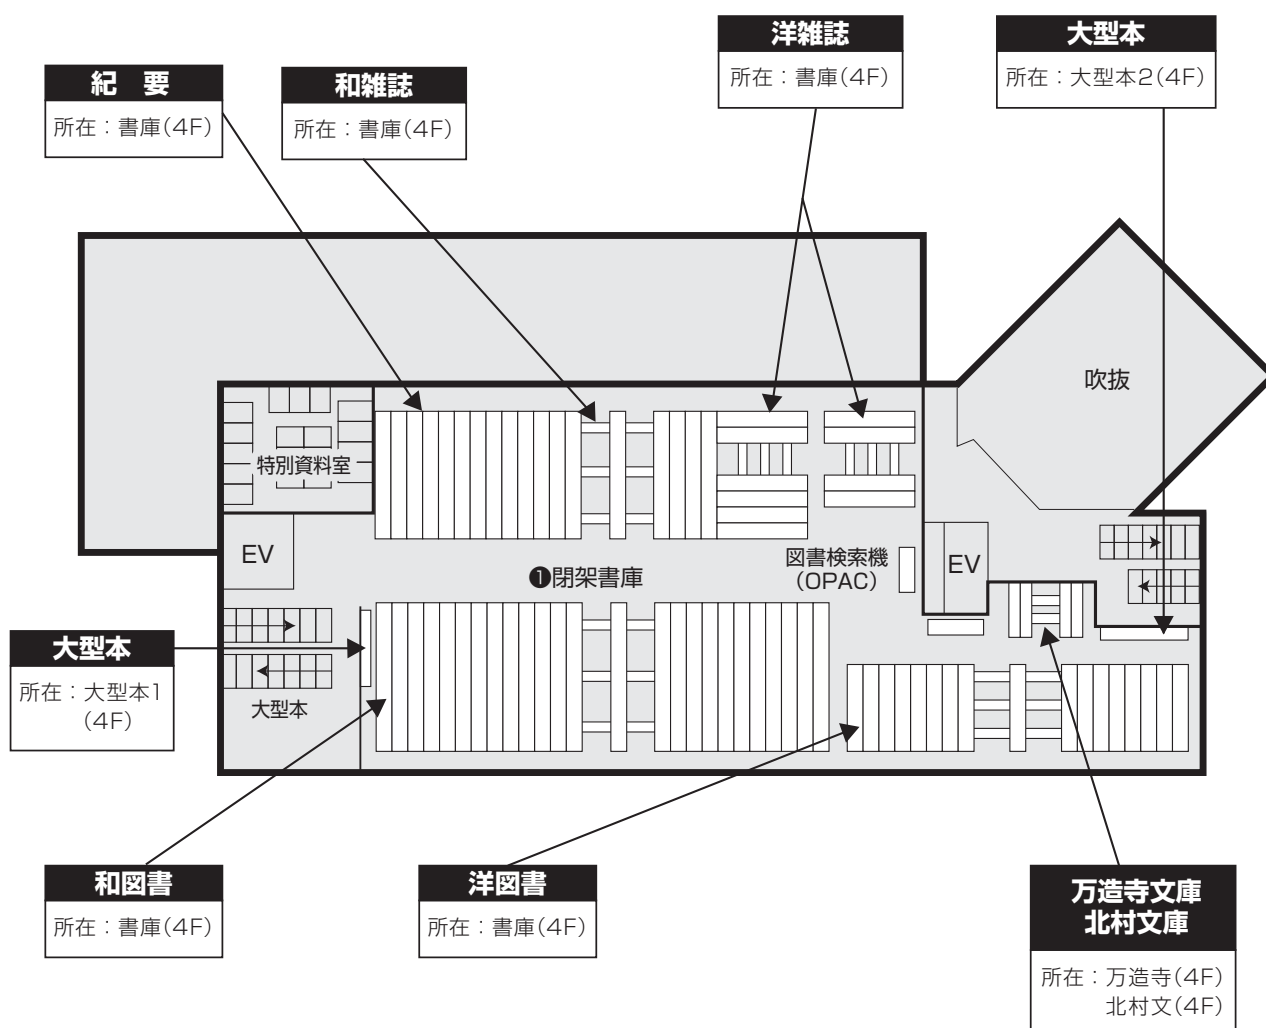 洋雑誌
所在：書庫(4F)
大型本
所在：大型本2(4F)
紀　要
所在：書庫(4F)
和雑誌
所在：書庫(4F)
吹抜
特別資料室
EV
❶閉架書庫
図書検索機
(OPAC)
EV
大型本
所在：大型本1
(4F)
大型本
和図書
所在：書庫(4F)
洋図書
所在：書庫(4F)
万造寺文庫
北村文庫
所在：万造寺(4F)
北村文(4F)